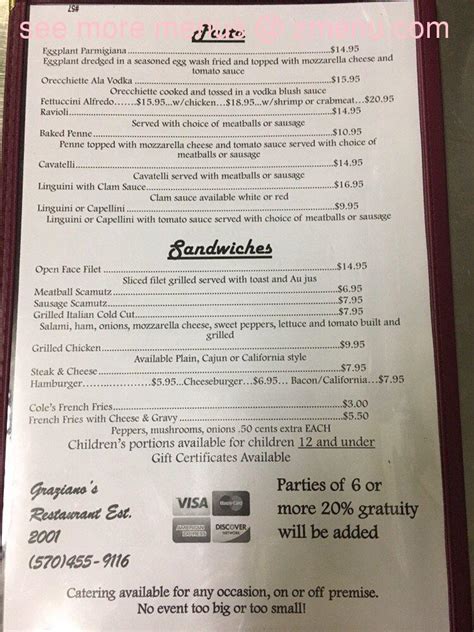 057
see more menus @ zmenu.com
Pasta
Eggplant Parmigiana $14.95
Eggplant dredged in a seasoned egg wash fried and topped with mozzarella cheese and
tomato sauce
Orecchiette Ala Vodka $15.95
Orecchiette cooked and tossed in a vodka blush sauce
Fettuccini Alfredo......$15.95...w/chicken...$18.95...w/shrimp or crabmeat...$20.95
Ravioli $14.95
Served with choice of meatballs or sausage
Baked Penne $10.95
Penne topped with mozzarella cheese and tomato sauce served with choice of
meatballs or sausage
Cavatelli $14.95
Cavatelli served with meatballs or sausage
Linguini with Clam Sauce $16.95
Clam sauce available white or red
Linguini or Capellini $9.95
Linguini or Capellini with tomato sauce served with choice of meatballs or sausage
Sandwiches
Open Face Filet $14.95
Sliced filet grilled served with toast and Au jus
Meatball Scamutz $6.95
Sausage Scamutz $7.95
Grilled Italian Cold Cut $7.95
Salami, ham, onions, mozzarella cheese, sweet peppers, lettuce and tomato built and
grilled
Grilled Chicken $9.95
Available Plain, Cajun or California style
Steak & Cheese $7.95
Hamburger.........$5.95...Cheeseburger...$6.95... Bacon/California...$7.95
Cole's French Fries $3.00
French Fries with Cheese & Gravy $5.50
Peppers, mushrooms, onions .50 cents extra EACH
Children's portions available for children 12 and under
Gift Certificates Available
Graziano's
Restaurant Est.
2001
(570)455-9116
VISA MasterCard
AMERICAN EXPRESS DISCOVER NETWORK
Parties of 6 or
more 20% gratuity
will be added
Catering available for any occasion, on or off premise.
No event too big or too small!